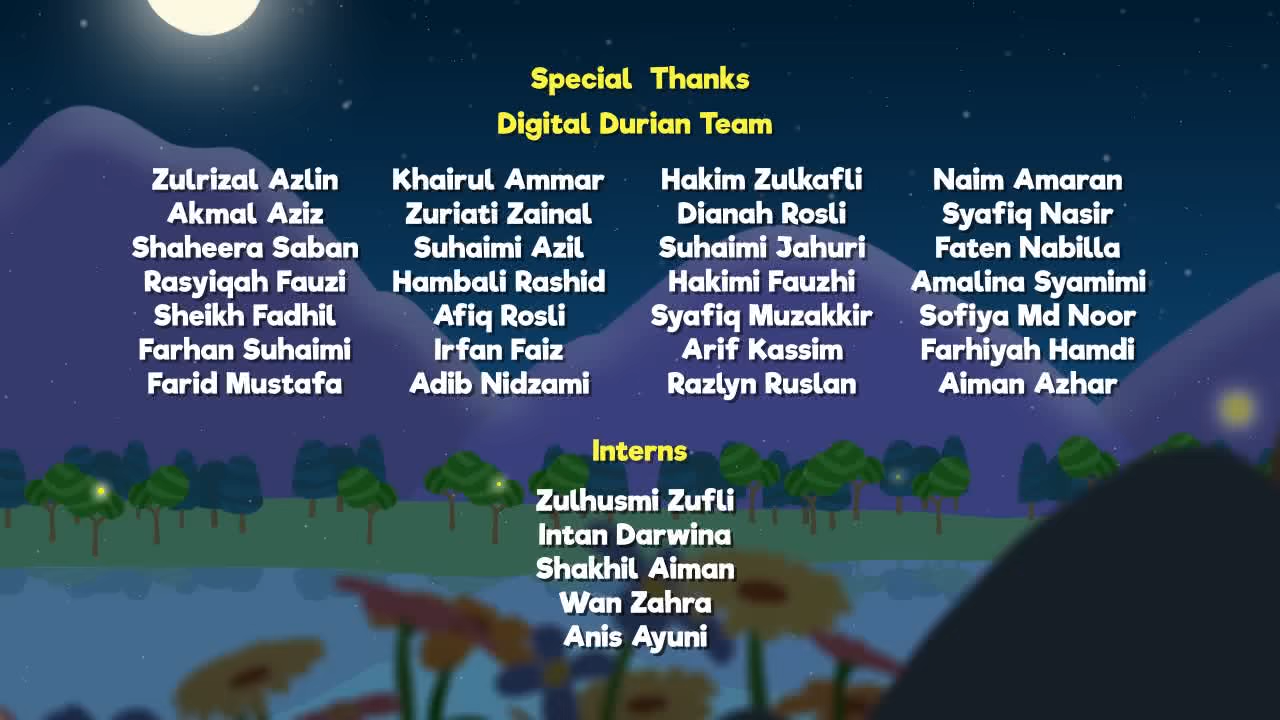 Special Thanks
Digital Durian Team
Zulrizal Azlin Khairul Ammar Hakim Zulkafli Naim Amaran
Akmal Aziz Zuriati Zainal Dianah Rosli Syafiq Nasir
Shaheera Saban Suhaimi Azil Suhaimi Jahuri Faten Nabilla
Rasyiqah Fauzi Hambali Rashid Hakimi Fauzhi Amalina Syamimi
Sheikh Fadhil Afiq Rosli Syafiq Muzakkir Sofiya Md Noor
Farhan Suhaimi Irfan Faiz Arif Kassim Farhiyah Hamdi
Farid Mustafa Adib Nidzami Razlyn Ruslan Aiman Azhar
Interns
Zulhusmi Zufli
Intan Darwina
Shakhil Aiman
Wan Zahra
Anis Ayuni